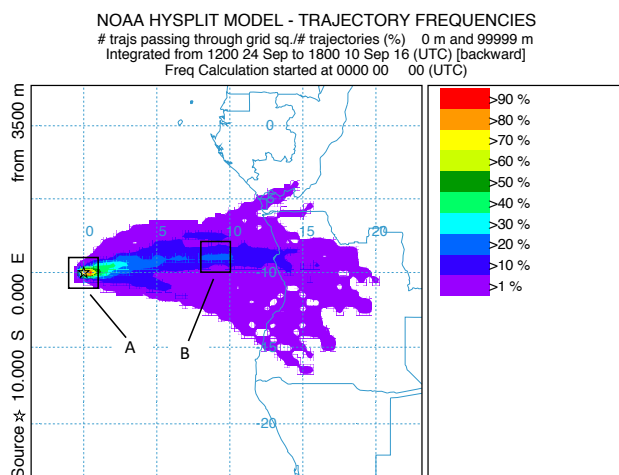 NOAA HYSPLIT MODEL - TRAJECTORY FREQUENCIES
# trajs passing through grid sq./# trajectories (%)    0 m and 99999 m
Integrated from 1200 24 Sep to 1800 10 Sep 16 (UTC) [backward]
Freq Calculation started at 0000 00    00 (UTC)
Source ☆ 10.000 S    0.000 E    from 3500 m
0
0 5 10 15 20
10
15
-20
A
B
>90 %
>80 %
>70 %
>60 %
>50 %
>40 %
>30 %
>20 %
>10 %
>1 %